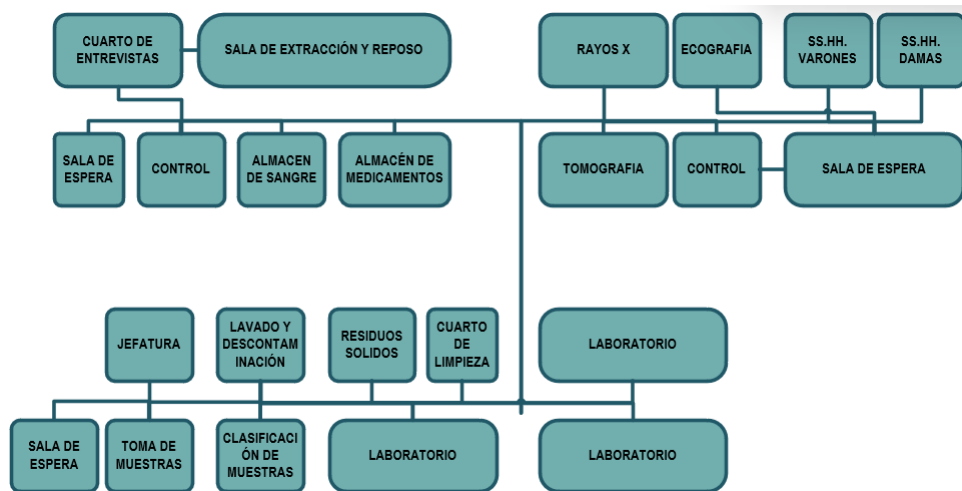 CUARTO DE
ENTREVISTAS
SALA DE EXTRACCIÓN Y REPOSO
RAYOS X
ECOGRAFIA
SS.HH.
VARONES
SS.HH.
DAMAS
SALA DE
ESPERA
CONTROL
ALMACEN
DE SANGRE
ALMACÉN DE
MEDICAMENTOS
TOMOGRAFIA
CONTROL
SALA DE ESPERA
JEFATURA
LAVADO Y
DESCONTAM
INACIÓN
RESIDUOS
SOLIDOS
CUARTO
DE
LIMPIEZA
LABORATORIO
SALA DE
ESPERA
TOMA DE
MUESTRAS
CLASIFICACI
ÓN DE
MUESTRAS
LABORATORIO
LABORATORIO